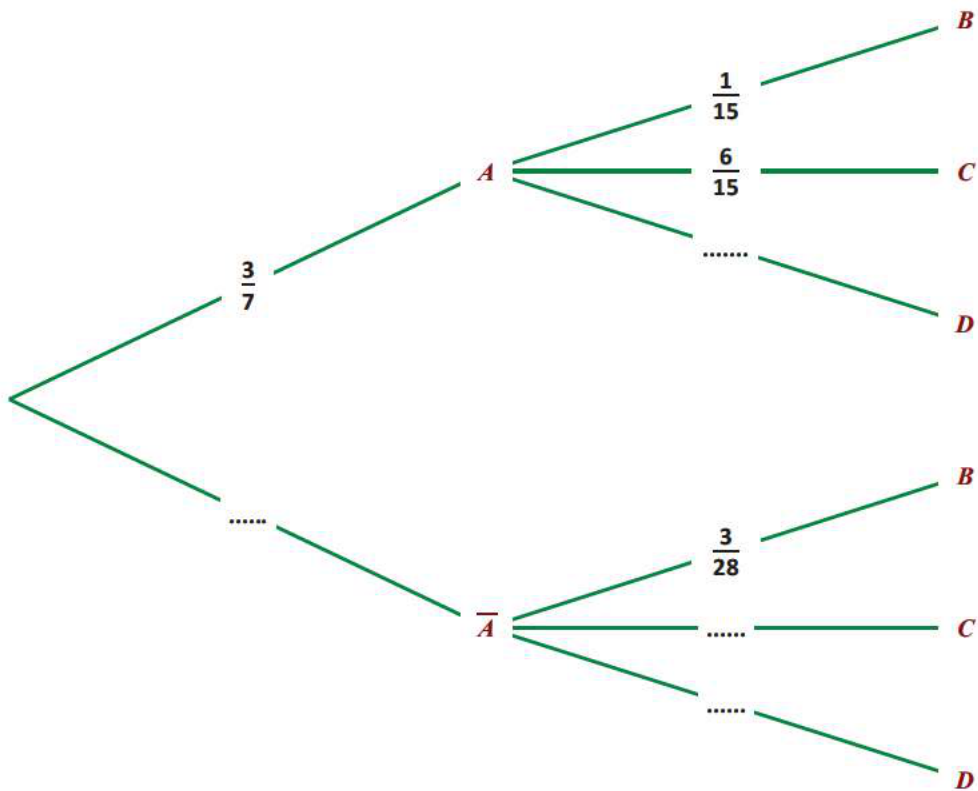 B
1/15
A
6/15
C
.......
3/7
D
B
......
3/28
A̅
......
C
......
D